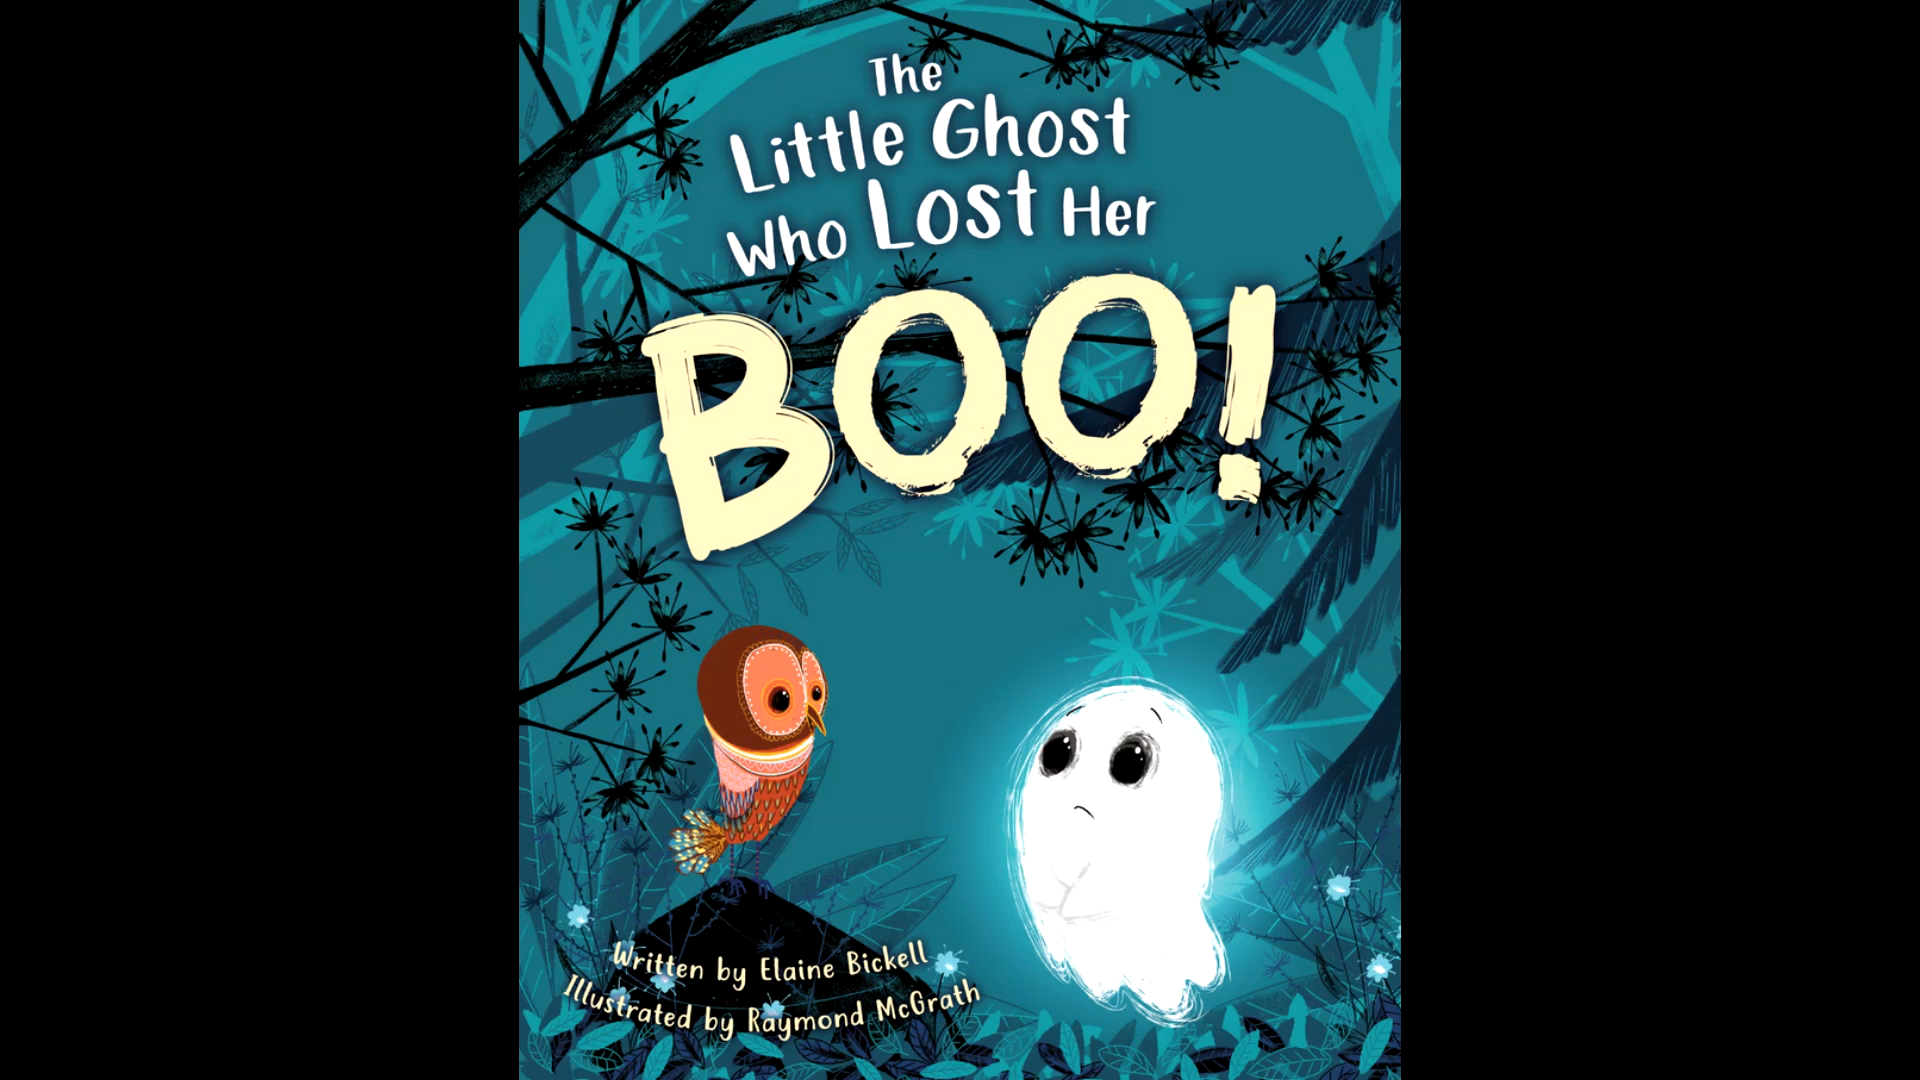 The
Little Ghost
Who Lost Her
BOO!
Written by Elaine Bickell
Illustrated by Raymond McGrath